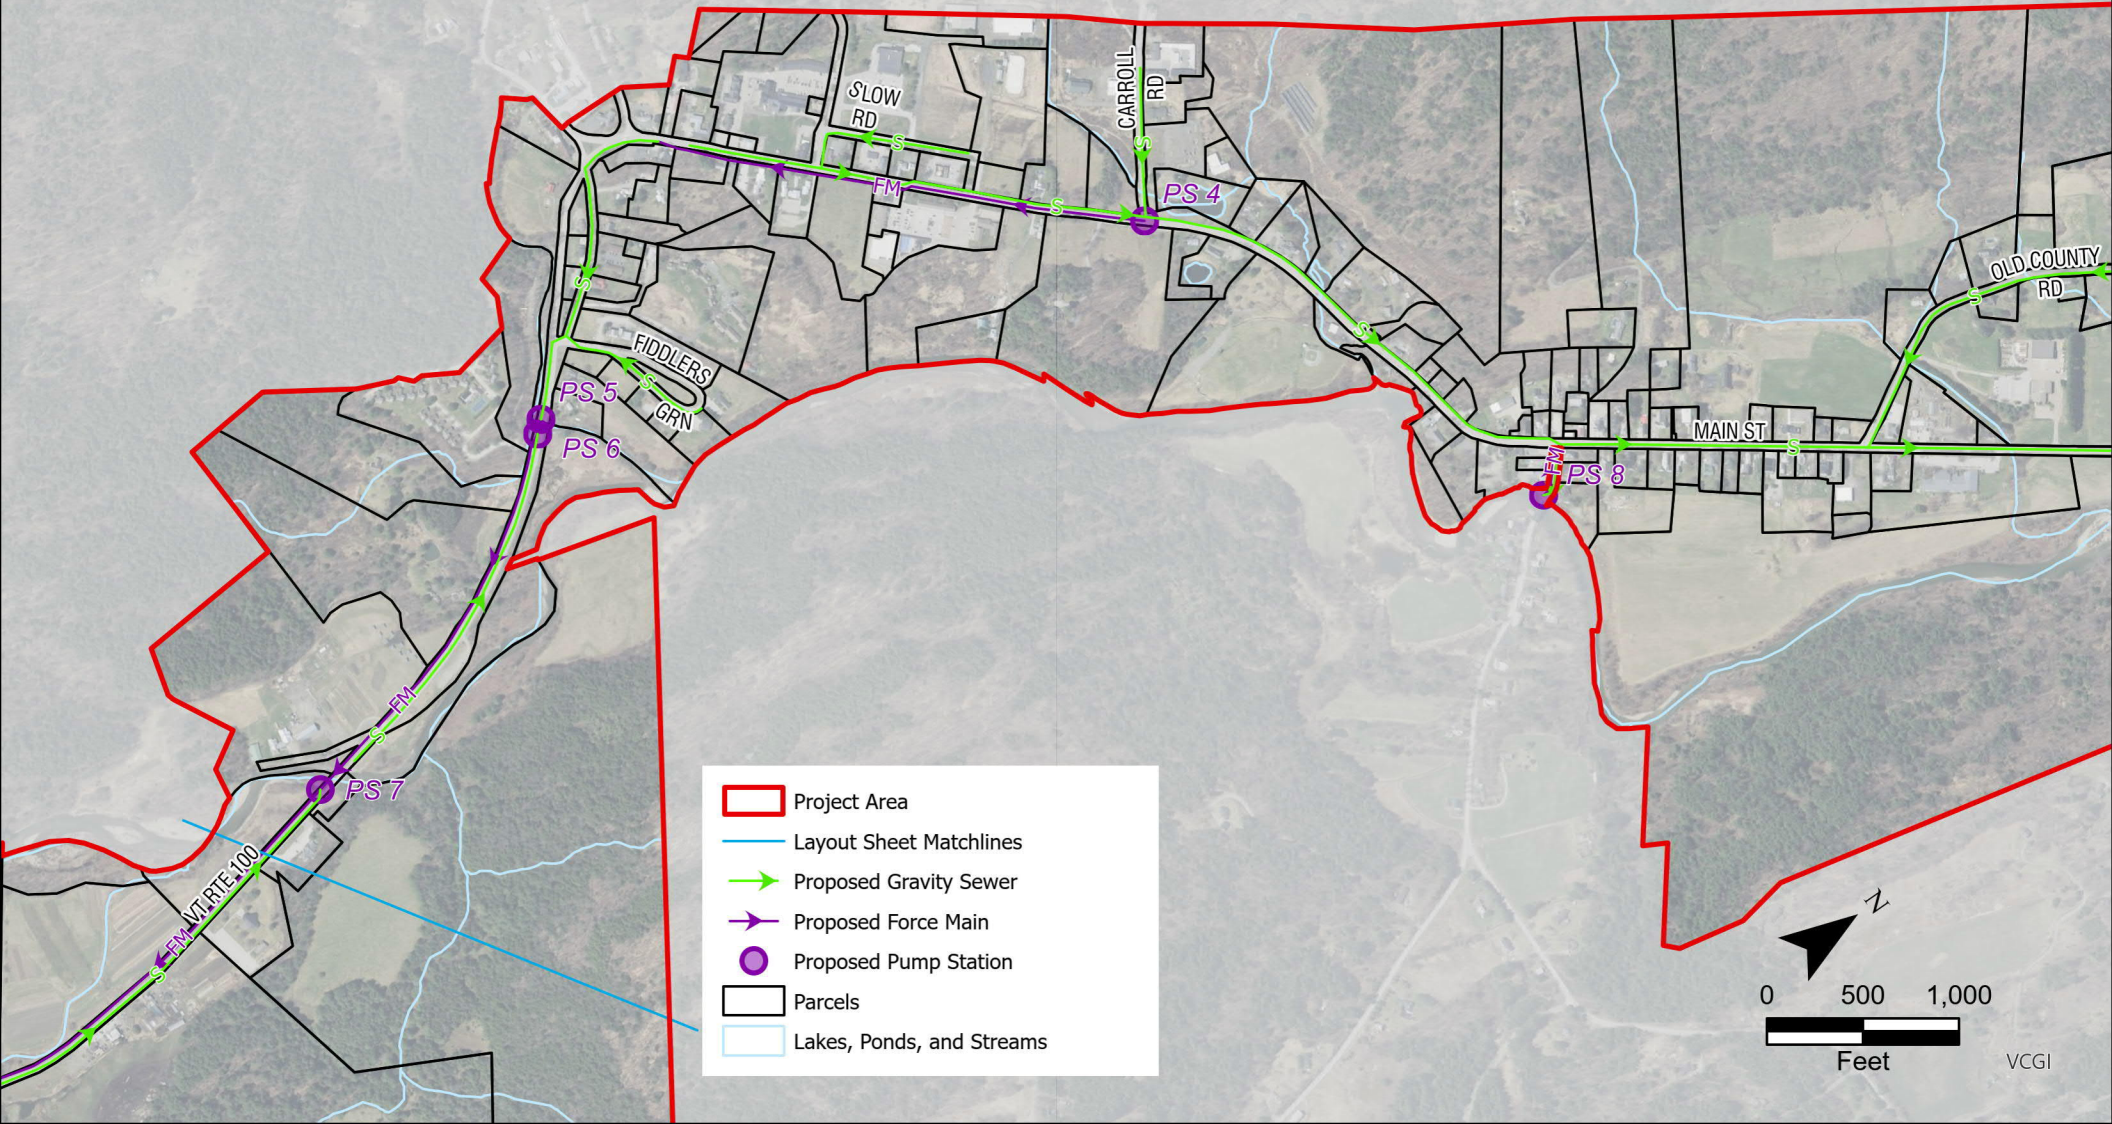 CARROLL
RD
SLOW
RD
S
S
FM
S
PS 4
S
S
OLD COUNTY
RD
S
FIDDLERS
GRN
S
PS 5
PS 6
MAIN ST
S
FM
PS 8
FM
S
PS 7
VT RTE 100
FM
S
Project Area
Layout Sheet Matchlines
Proposed Gravity Sewer
Proposed Force Main
Proposed Pump Station
Parcels
Lakes, Ponds, and Streams
N
0 500 1,000
Feet
VCGI